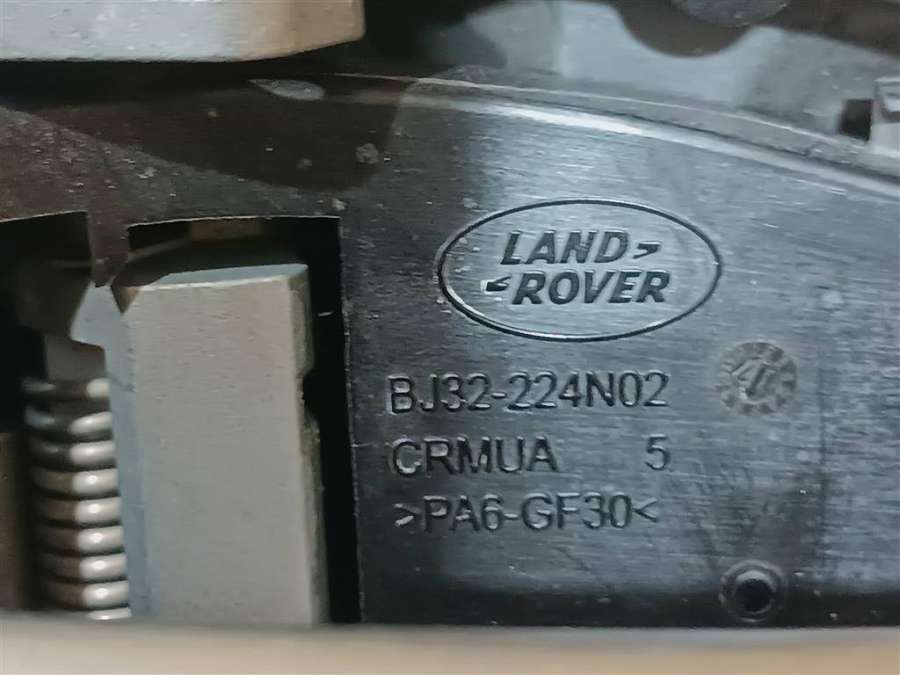 LAND
ROVER
BJ32-224N02
CRMUA 5
>PA6-GF30<